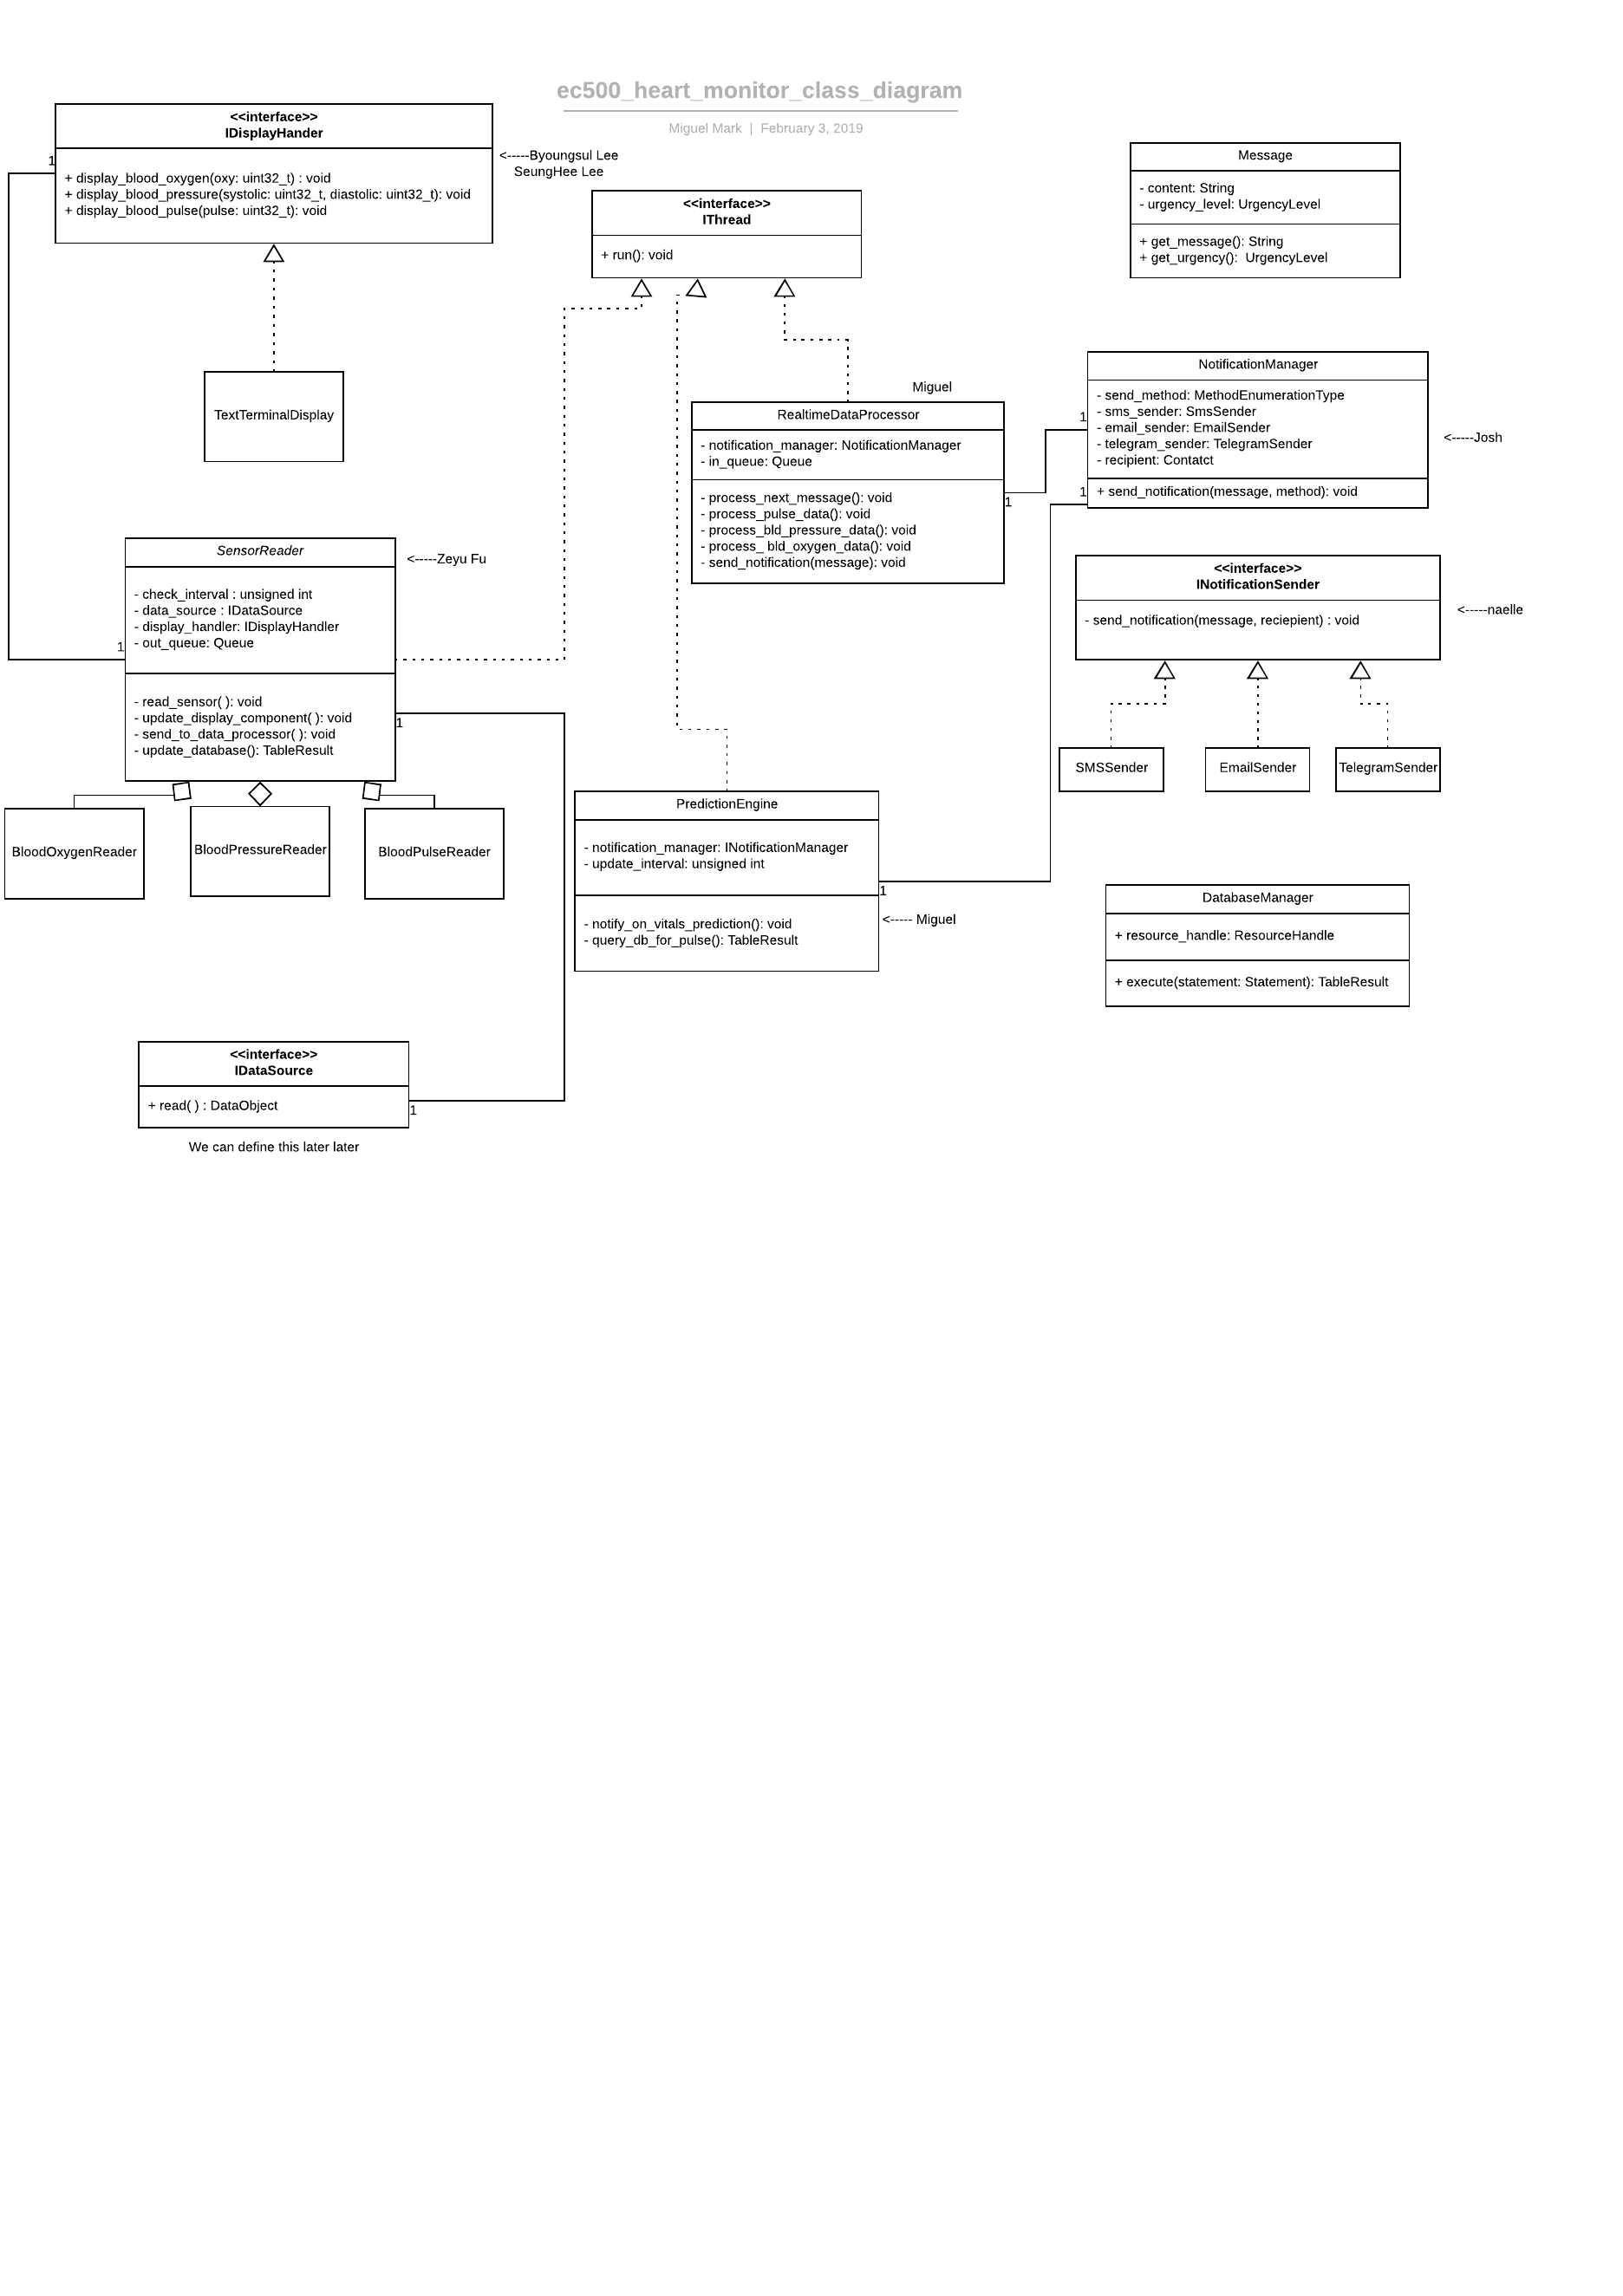 ec500_heart_monitor_class_diagram
Miguel Mark | February 3, 2019
<<interface>>
IDisplayHander
+ display_blood_oxygen(oxy: uint32_t) : void
+ display_blood_pressure(systolic: uint32_t, diastolic: uint32_t): void
+ display_blood_pulse(pulse: uint32_t): void
1
<-----Byoungsul Lee
SeungHee Lee
<<interface>>
IThread
+ run(): void
Message
- content: String
- urgency_level: UrgencyLevel
+ get_message(): String
+ get_urgency():  UrgencyLevel
TextTerminalDisplay
Miguel
RealtimeDataProcessor
- notification_manager: NotificationManager
- in_queue: Queue
- process_next_message(): void
- process_pulse_data(): void
- process_bld_pressure_data(): void
- process_ bld_oxygen_data(): void
- send_notification(message): void
1
1
1
NotificationManager
- send_method: MethodEnumerationType
- sms_sender: SmsSender
- email_sender: EmailSender
- telegram_sender: TelegramSender
- recipient: Contatct
+ send_notification(message, method): void
<-----Josh
SensorReader
- check_interval : unsigned int
- data_source : IDataSource
- display_handler: IDisplayHandler
- out_queue: Queue
- read_sensor( ): void
- update_display_component( ): void
- send_to_data_processor( ): void
- update_database(): TableResult
1
1
<-----Zeyu Fu
<<interface>>
INotificationSender
- send_notification(message, reciepient) : void
<-----naelle
SMSSender
EmailSender
TelegramSender
BloodOxygenReader
BloodPressureReader
BloodPulseReader
PredictionEngine
- notification_manager: INotificationManager
- update_interval: unsigned int
- notify_on_vitals_prediction(): void
- query_db_for_pulse(): TableResult
1
<----- Miguel
DatabaseManager
+ resource_handle: ResourceHandle
+ execute(statement: Statement): TableResult
<<interface>>
IDataSource
+ read( ) : DataObject
1
We can define this later later